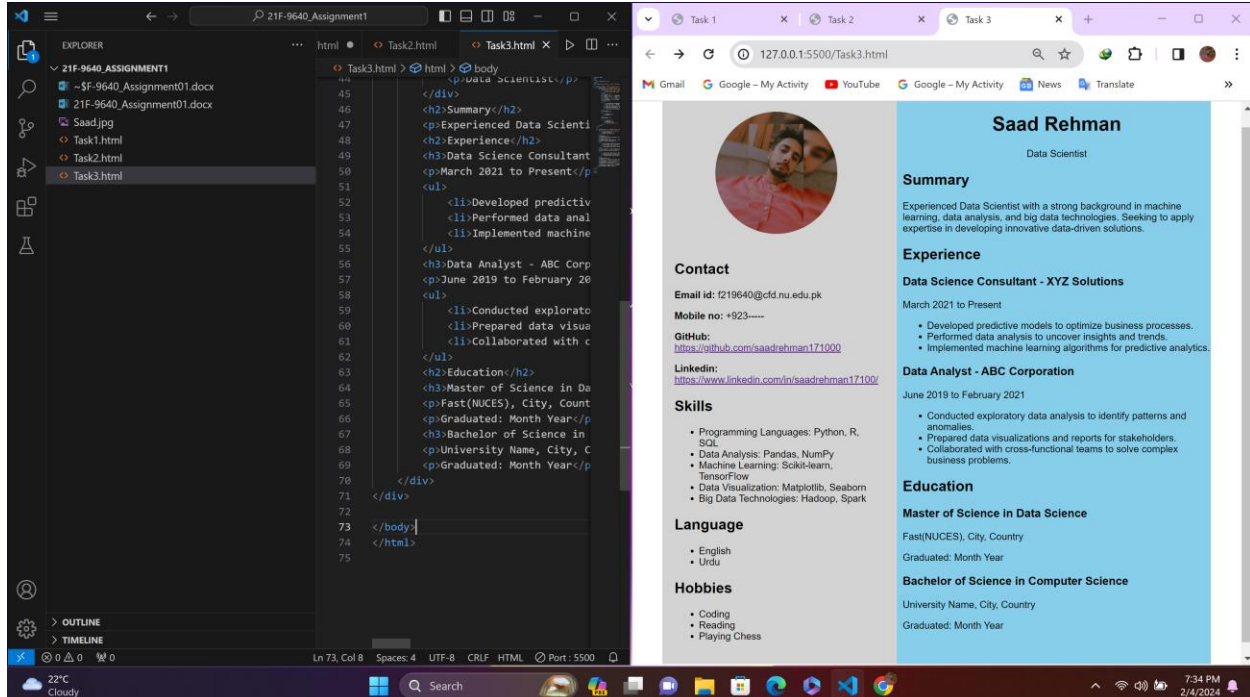 21F-9640_Assignment1
EXPLORER
html
Task2.html
Task3.html
21F-9640_ASSIGNMENT1
~$F-9640_Assignment01.docx
21F-9640_Assignment01.docx
Saad.jpg
Task1.html
Task2.html
Task3.html
OUTLINE
TIMELINE
Task3.html > html > body
44 <p>Data Scientist</p>
45 </div>
46 <h2>Summary</h2>
47 <p>Experienced Data Scienti
48 <h2>Experience</h2>
49 <h3>Data Science Consultant
50 <p>March 2021 to Present</p
51 <ul>
52 <li>Developed predictiv
53 <li>Performed data anal
54 <li>Implemented machine
55 </ul>
56 <h3>Data Analyst - ABC Corp
57 <p>June 2019 to February 20
58 <ul>
59 <li>Conducted explorato
60 <li>Prepared data visua
61 <li>Collaborated with c
62 </ul>
63 <h2>Education</h2>
64 <h3>Master of Science in Da
65 <p>Fast(NUCES), City, Count
66 <p>Graduated: Month Year</p
67 <h3>Bachelor of Science in
68 <p>University Name, City, C
69 <p>Graduated: Month Year</p
70 </div>
71 </div>
72
73 </body>
74 </html>
75
0 0 0
Ln 73, Col 8 Spaces: 4 UTF-8 CRLF HTML Port : 5500
Task 1
Task 2
Task 3
127.0.0.1:5500/Task3.html
Gmail
Google – My Activity
YouTube
Google – My Activity
News
Translate
Contact
Email id: f219640@cfd.nu.edu.pk
Mobile no: +923-----
GitHub:
https://github.com/saadrehman171000
Linkedin:
https://www.linkedin.com/in/saadrehman17100/
Skills
Programming Languages: Python, R,
SQL
Data Analysis: Pandas, NumPy
Machine Learning: Scikit-learn,
TensorFlow
Data Visualization: Matplotlib, Seaborn
Big Data Technologies: Hadoop, Spark
Language
English
Urdu
Hobbies
Coding
Reading
Playing Chess
Saad Rehman
Data Scientist
Summary
Experienced Data Scientist with a strong background in machine
learning, data analysis, and big data technologies. Seeking to apply
expertise in developing innovative data-driven solutions.
Experience
Data Science Consultant - XYZ Solutions
March 2021 to Present
Developed predictive models to optimize business processes.
Performed data analysis to uncover insights and trends.
Implemented machine learning algorithms for predictive analytics.
Data Analyst - ABC Corporation
June 2019 to February 2021
Conducted exploratory data analysis to identify patterns and
anomalies.
Prepared data visualizations and reports for stakeholders.
Collaborated with cross-functional teams to solve complex
business problems.
Education
Master of Science in Data Science
Fast(NUCES), City, Country
Graduated: Month Year
Bachelor of Science in Computer Science
University Name, City, Country
Graduated: Month Year
22°C
Cloudy
Search
7:34 PM
2/4/2024